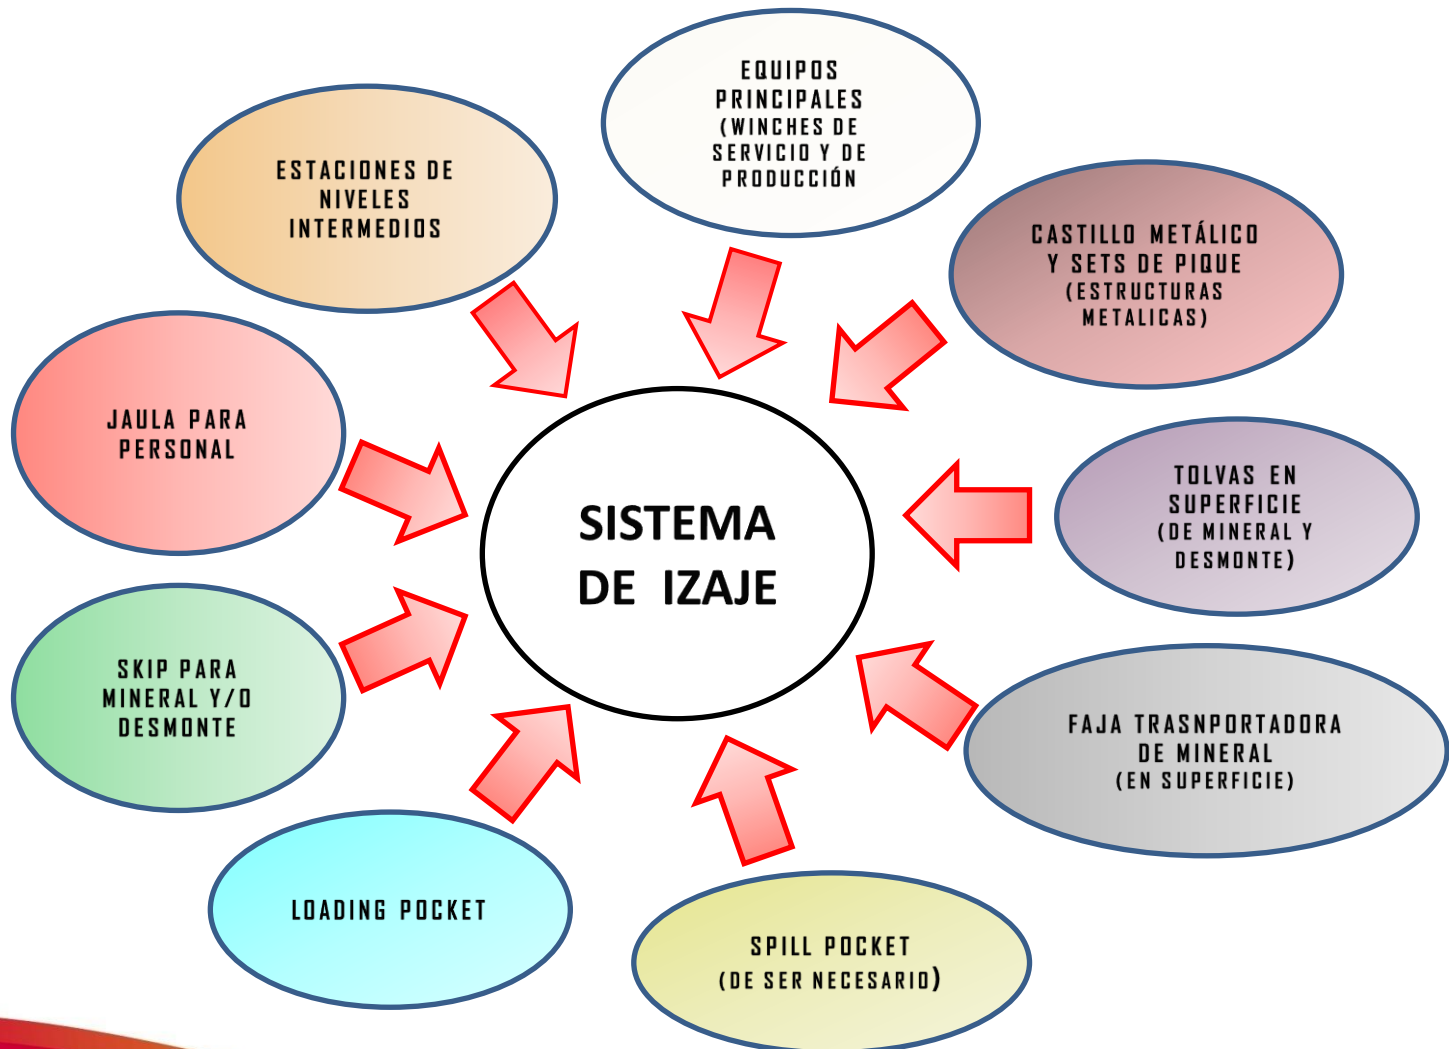 EQUIPOS
PRINCIPALES
(WINCHES DE
SERVICIO Y DE
PRODUCCIÓN
ESTACIONES DE
NIVELES
INTERMEDIOS
CASTILLO METÁLICO
Y SETS DE PIQUE
(ESTRUCTURAS
METALICAS)
JAULA PARA
PERSONAL
TOLVAS EN
SUPERFICIE
(DE MINERAL Y
DESMONTE)
SISTEMA
DE IZAJE
SKIP PARA
MINERAL Y/O
DESMONTE
FAJA TRASNPORTADORA
DE MINERAL
(EN SUPERFICIE)
LOADING POCKET
SPILL POCKET
(DE SER NECESARIO)